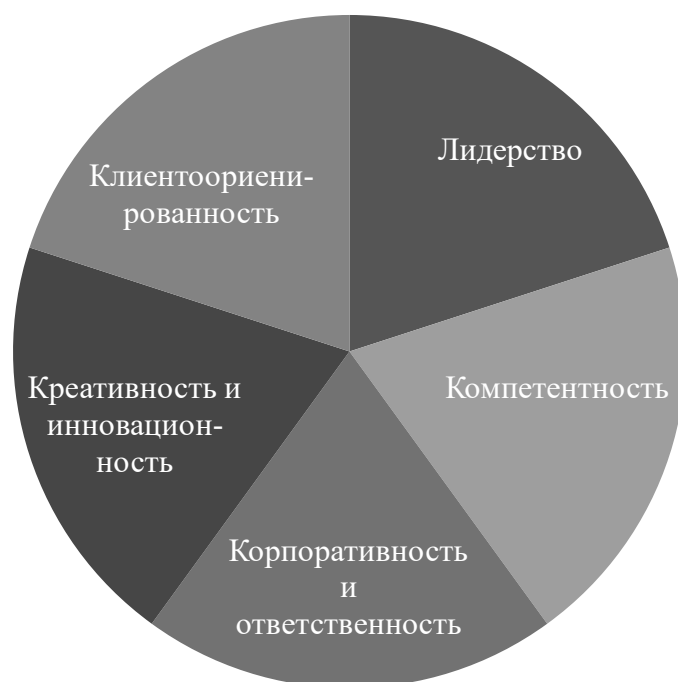 Лидерство
Компетентность
Корпоративность
и
ответственность
Креативность и
инновацион-
ность
Клиентоориени-
рованность